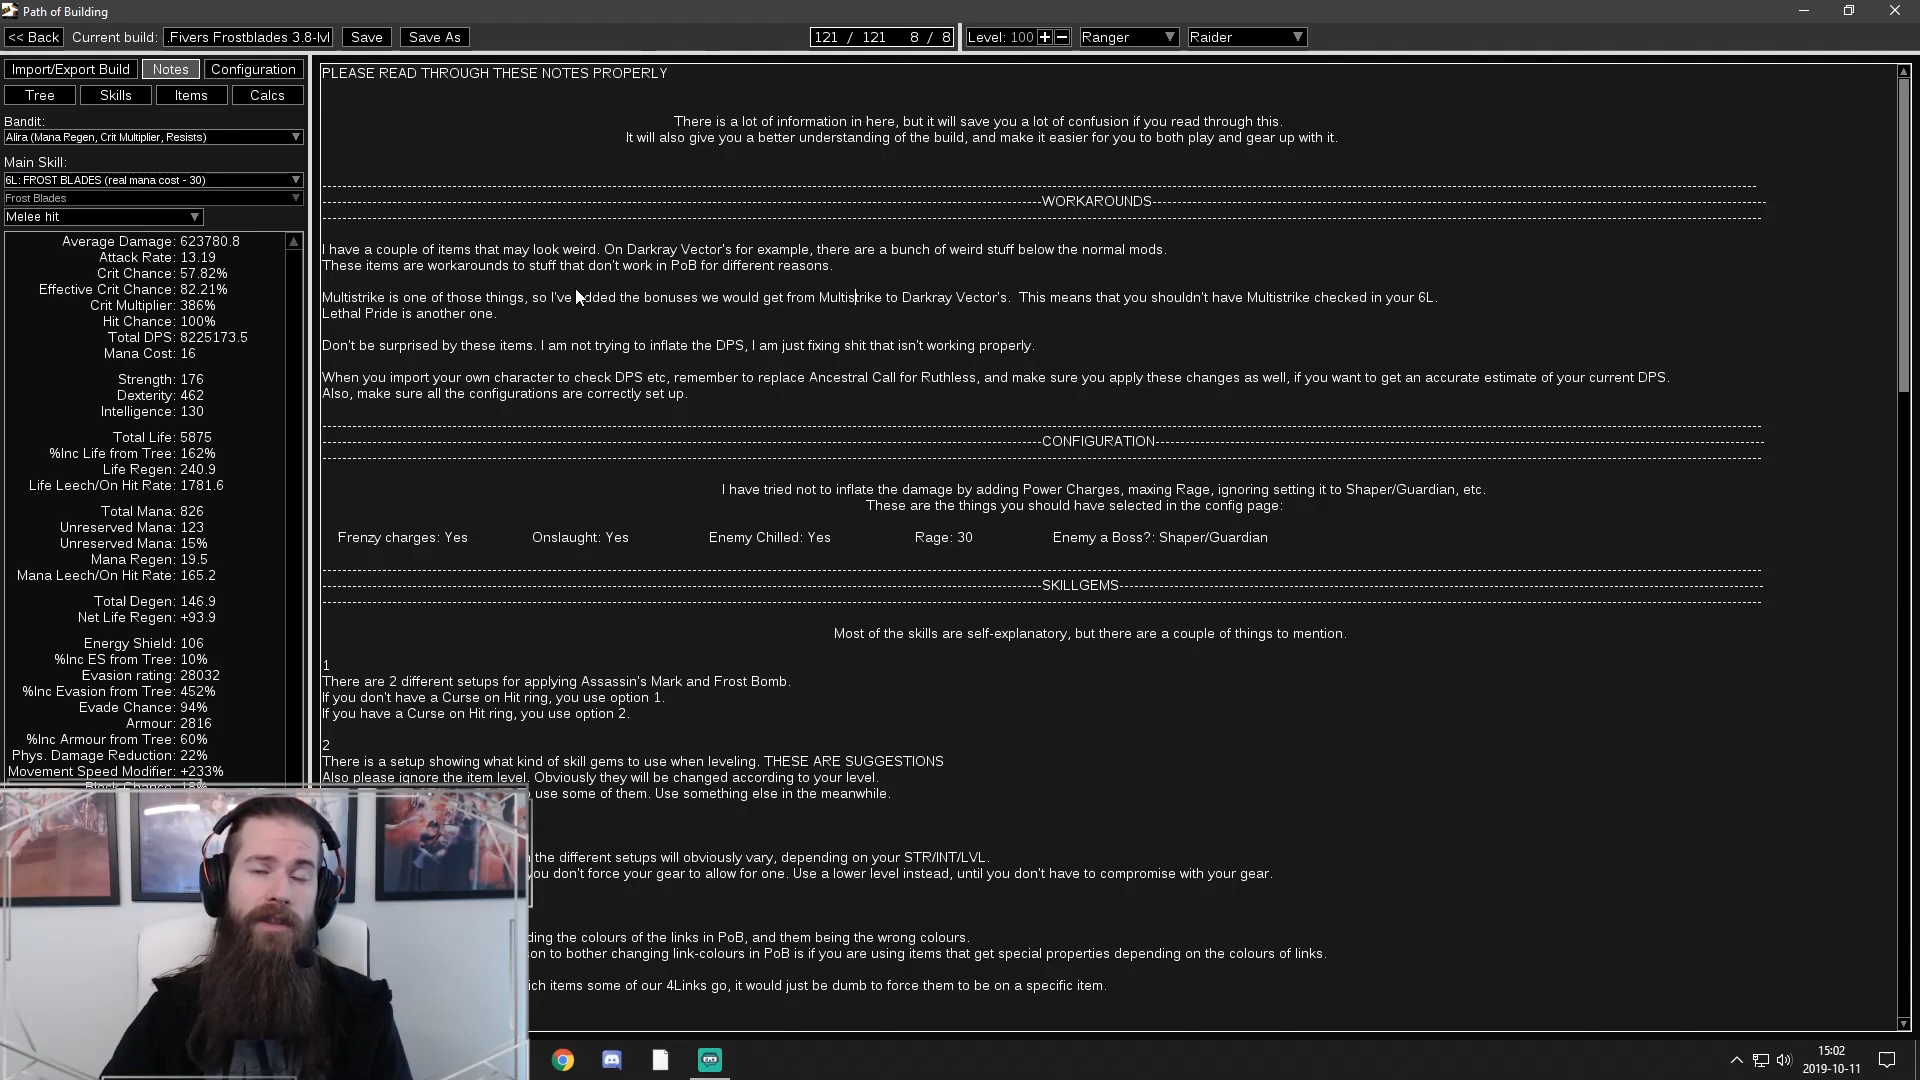 Path of Building
<< Back
Current build:
.Fivers Frostblades 3.8-lvl
Save
Save As
121 / 121 8 / 8
Level: 100
Ranger
Raider
Import/Export Build
Notes
Configuration
Tree
Skills
Items
Calcs
Bandit:
Alira (Mana Regen, Crit Multiplier, Resists)
Main Skill:
6L: FROST BLADES (real mana cost - 30)
Frost Blades
Melee hit
Average Damage: 623780.8
Attack Rate: 13.19
Crit Chance: 57.82%
Effective Crit Chance: 82.21%
Crit Multiplier: 386%
Hit Chance: 100%
Total DPS: 8225173.5
Mana Cost: 16
Strength: 176
Dexterity: 462
Intelligence: 130
Total Life: 5875
%Inc Life from Tree: 162%
Life Regen: 240.9
Life Leech/On Hit Rate: 1781.6
Total Mana: 826
Unreserved Mana: 123
Unreserved Mana: 15%
Mana Regen: 19.5
Mana Leech/On Hit Rate: 165.2
Total Degen: 146.9
Net Life Regen: +93.9
Energy Shield: 106
%Inc ES from Tree: 10%
Evasion rating: 28032
%Inc Evasion from Tree: 452%
Evade Chance: 94%
Armour: 2816
%Inc Armour from Tree: 60%
Phys. Damage Reduction: 22%
Movement Speed Modifier: +233%
PLEASE READ THROUGH THESE NOTES PROPERLY
There is a lot of information in here, but it will save you a lot of confusion if you read through this.
It will also give you a better understanding of the build, and make it easier for you to both play and gear up with it.
WORKAROUNDS
I have a couple of items that may look weird. On Darkray Vector's for example, there are a bunch of weird stuff below the normal mods.
These items are workarounds to stuff that don't work in PoB for different reasons.
Multistrike is one of those things, so I've added the bonuses we would get from Multistrike to Darkray Vector's. This means that you shouldn't have Multistrike checked in your 6L.
Lethal Pride is another one.
Don't be surprised by these items. I am not trying to inflate the DPS, I am just fixing shit that isn't working properly.
When you import your own character to check DPS etc, remember to replace Ancestral Call for Ruthless, and make sure you apply these changes as well, if you want to get an accurate estimate of your current DPS.
Also, make sure all the configurations are correctly set up.
CONFIGURATION
I have tried not to inflate the damage by adding Power Charges, maxing Rage, ignoring setting it to Shaper/Guardian, etc.
These are the things you should have selected in the config page:
Frenzy charges: Yes Onslaught: Yes Enemy Chilled: Yes Rage: 30 Enemy a Boss?: Shaper/Guardian
SKILLGEMS
Most of the skills are self-explanatory, but there are a couple of things to mention.
1
There are 2 different setups for applying Assassin's Mark and Frost Bomb.
If you don't have a Curse on Hit ring, you use option 1.
If you have a Curse on Hit ring, you use option 2.
2
There is a setup showing what kind of skill gems to use when leveling. THESE ARE SUGGESTIONS
Also please ignore the item level. Obviously they will be changed according to your level.
use some of them. Use something else in the meanwhile.
the different setups will obviously vary, depending on your STR/INT/LVL.
you don't force your gear to allow for one. Use a lower level instead, until you don't have to compromise with your gear.
ding the colours of the links in PoB, and them being the wrong colours.
on to bother changing link-colours in PoB is if you are using items that get special properties depending on the colours of links.
ich items some of our 4Links go, it would just be dumb to force them to be on a specific item.
15:02
2019-10-11